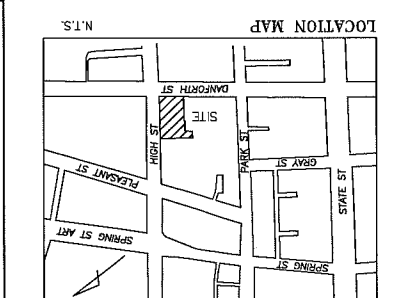 LOCATION MAP
N.T.S.
DANFORTH ST
SITE
HIGH ST
PARK ST
GRAY ST
PLEASANT ST
STATE ST
SPRING ST ART
SPRING ST